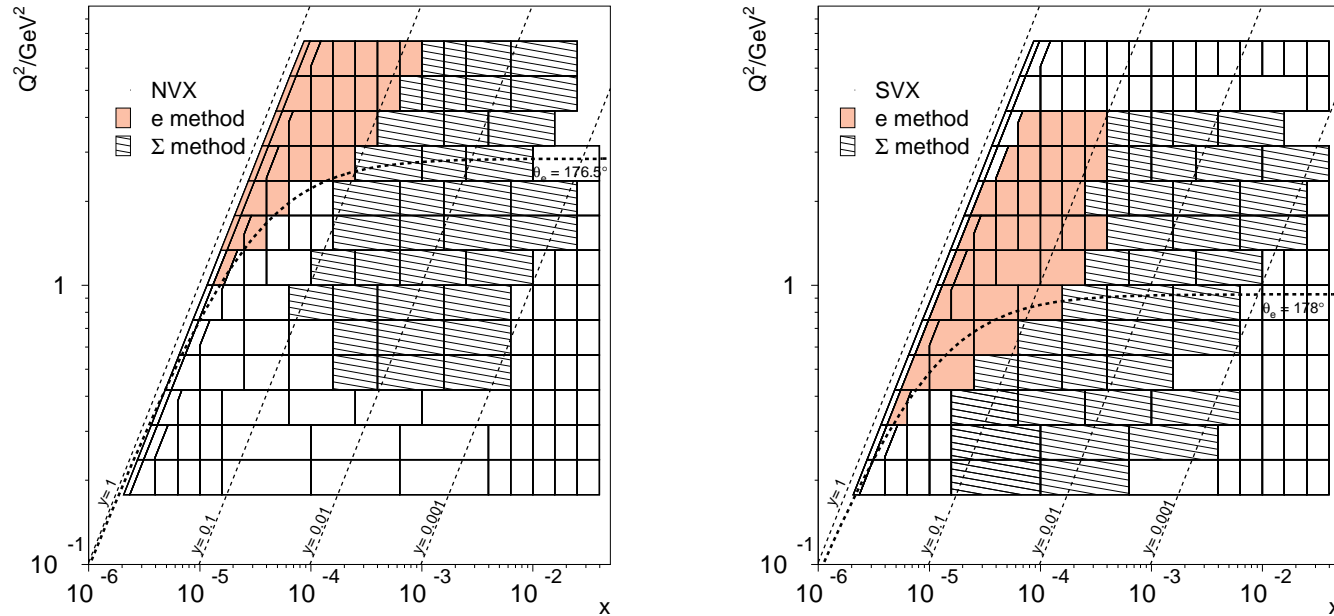 Q²/GeV²
NVX
e method
Σ method
θe = 176.5°
1
y= 1
y= 0.1
y= 0.01
y= 0.001
10⁻¹
10⁻⁶ 10⁻⁵ 10⁻⁴ 10⁻³ 10⁻²
x
Q²/GeV²
SVX
e method
Σ method
θe = 178°
1
y= 1
y= 0.1
y= 0.01
y= 0.001
10⁻¹
10⁻⁶ 10⁻⁵ 10⁻⁴ 10⁻³ 10⁻²
x